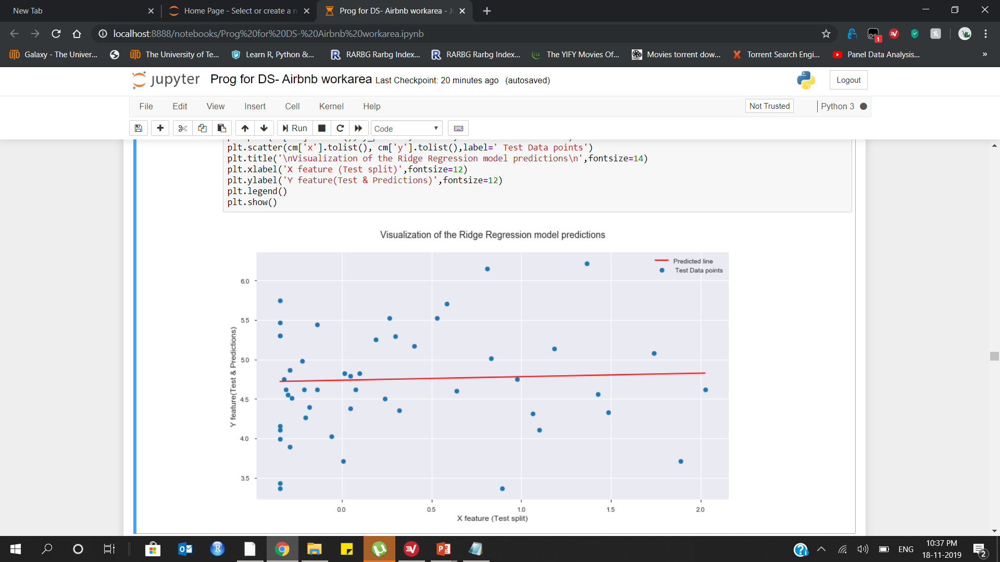 New Tab
Home Page - Select or create a n
Prog for DS- Airbnb workarea - J
localhost:8888/notebooks/Prog%20for%20DS-%20Airbnb%20workarea.ipynb
1
Galaxy - The Univer...
The University of Te...
Learn R, Python &...
RARBG Rarbg Index...
RARBG Rarbg Index...
The YIFY Movies Of...
Movies torrent dow...
Torrent Search Engi...
Panel Data Analysis...
»
jupyter Prog for DS- Airbnb workarea Last Checkpoint: 20 minutes ago (autosaved)
Logout
File Edit View Insert Cell Kernel Help
Not Trusted
Python 3
Run
Code
plt.scatter(cm['x'].tolist(), cm['y'].tolist(),label=' Test Data points')
plt.title('\nVisualization of the Ridge Regression model predictions\n',fontsize=14)
plt.xlabel('X feature (Test split)',fontsize=12)
plt.ylabel('Y feature(Test & Predictions)',fontsize=12)
plt.legend()
plt.show()
Visualization of the Ridge Regression model predictions
Predicted line
Test Data points
6.0
5.5
5.0
4.5
4.0
3.5
Y feature(Test & Predictions)
0.0 0.5 1.0 1.5 2.0
X feature (Test split)
ENG
10:37 PM
18-11-2019
2